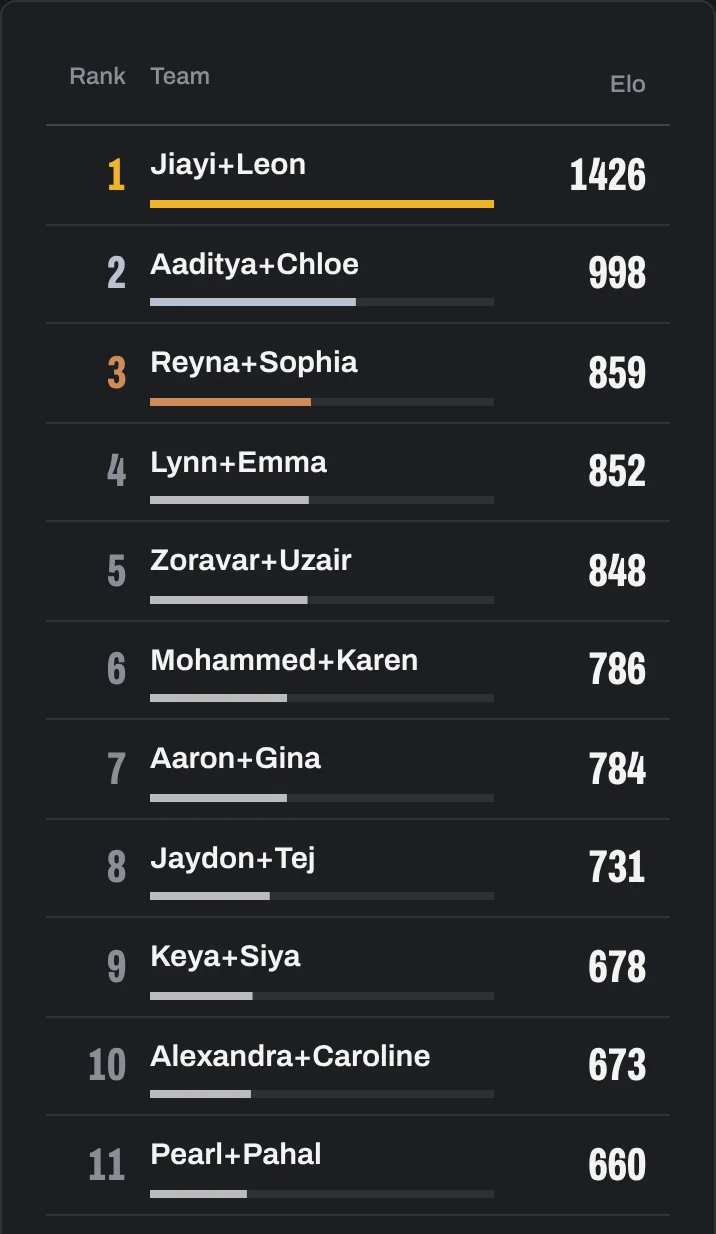 Rank Team Elo
1 Jiayi+Leon 1426
2 Aaditya+Chloe 998
3 Reyna+Sophia 859
4 Lynn+Emma 852
5 Zoravar+Uzair 848
6 Mohammed+Karen 786
7 Aaron+Gina 784
8 Jaydon+Tej 731
9 Keya+Siya 678
10 Alexandra+Caroline 673
11 Pearl+Pahal 660